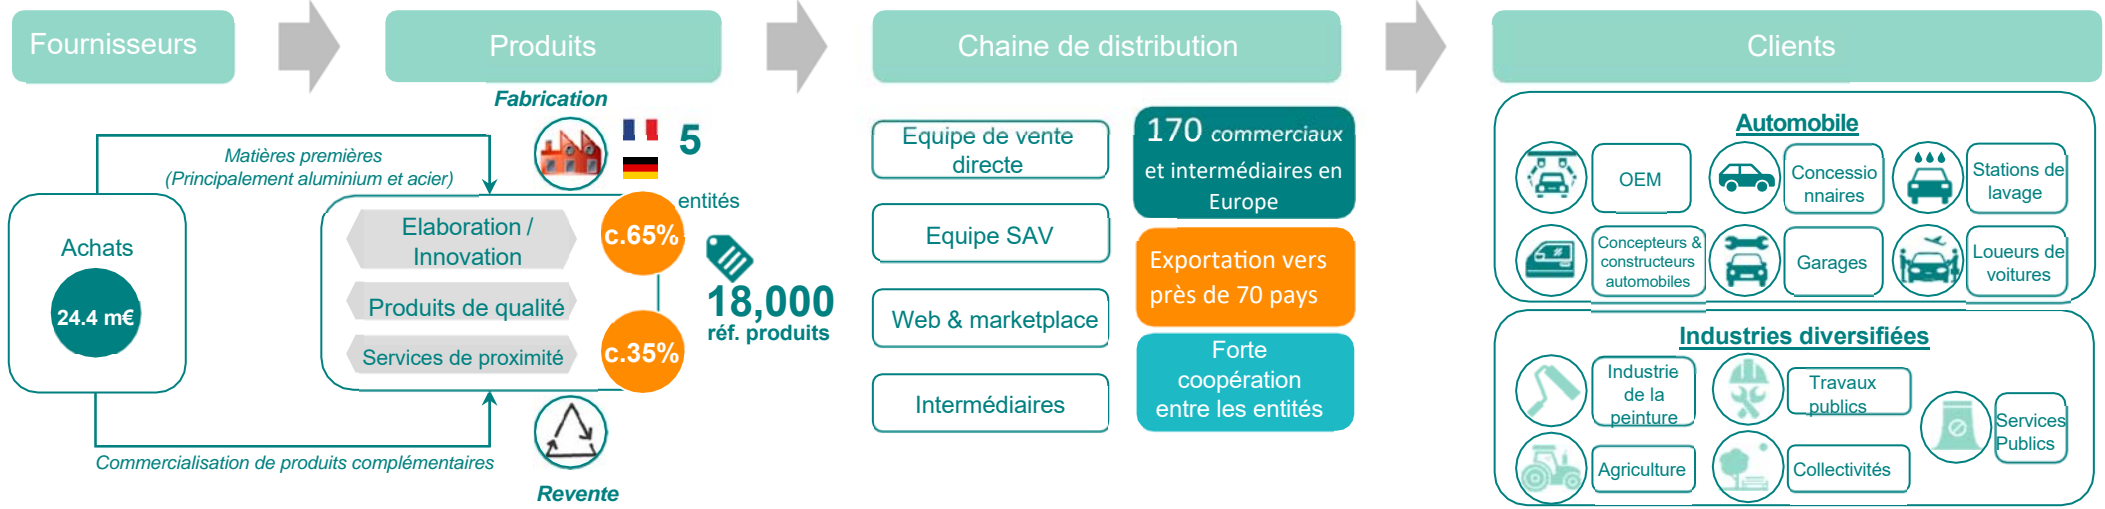 Fournisseurs
Produits
Chaine de distribution
Clients
Achats
24.4 m€
Matières premières
(Principalement aluminium et acier)
Commercialisation de produits complémentaires
Fabrication
5
entités
Elaboration /
Innovation
c.65%
Produits de qualité
Services de proximité
c.35%
18,000
réf. produits
Revente
Equipe de vente
directe
Equipe SAV
Web & marketplace
Intermédiaires
170 commerciaux
et intermédiaires en
Europe
Exportation vers
près de 70 pays
Forte
coopération
entre les entités
Automobile
OEM
Concessio
nnaires
Stations de
lavage
Concepteurs &
constructeurs
automobiles
Garages
Loueurs de
voitures
Industries diversifiées
Industrie
de la
peinture
Travaux
publics
Services
Publics
Agriculture
Collectivités